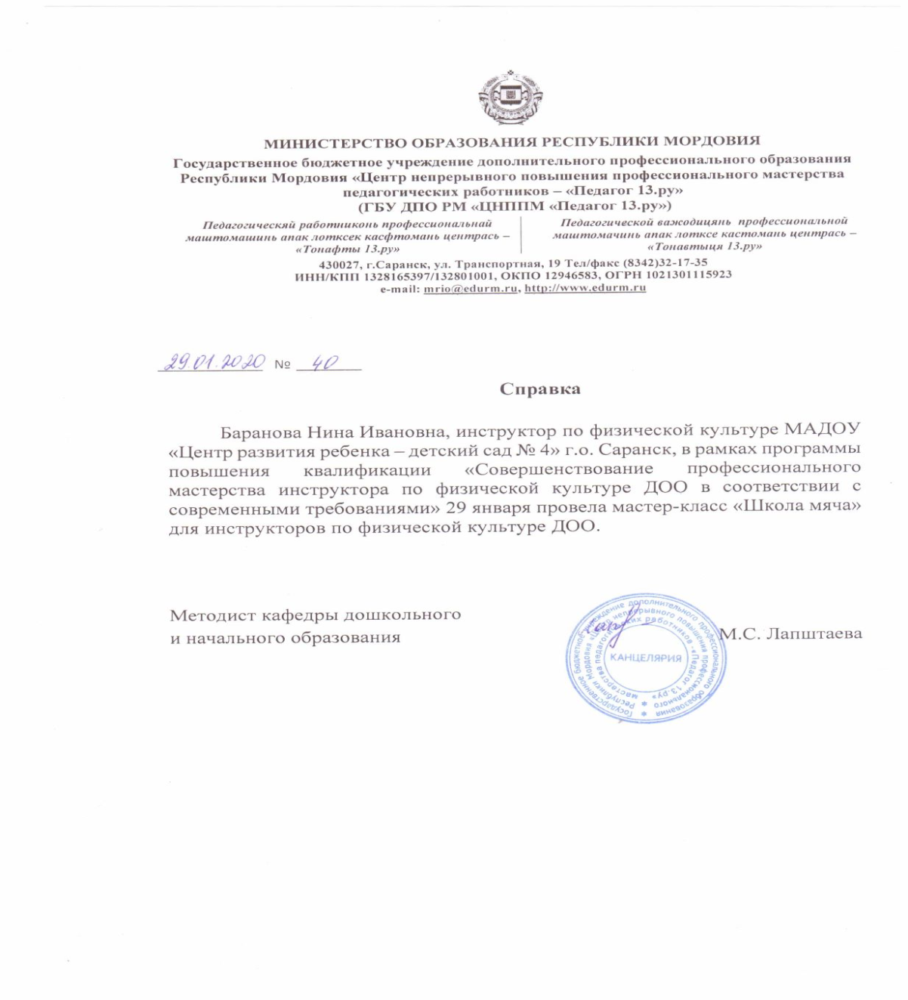 МИНИСТЕРСТВО ОБРАЗОВАНИЯ РЕСПУБЛИКИ МОРДОВИЯ
Государственное бюджетное учреждение дополнительного профессионального образования
Республики Мордовия «Центр непрерывного повышения профессионального мастерства
педагогических работников – «Педагог 13.ру»
(ГБУ ДПО РМ «ЦНППМ «Педагог 13.ру»)
Педагогическяй работниконь профессиональнай
маштомашинь апак лотксек касфтомань центрась –
«Тонафты 13.ру»
Педагогической важодицянь профессиональной
маштомачинь апак лотксе кастомань центрась –
«Тонавтыця 13.ру»
430027, г.Саранск, ул. Транспортная, 19 Тел/факс (8342)32-17-35
ИНН/КПП 1328165397/132801001, ОКПО 12946583, ОГРН 1021301115923
e-mail: mrio@edurm.ru, http://www.edurm.ru
29.01.2020 № 40
Справка
Баранова Нина Ивановна, инструктор по физической культуре МАДОУ
«Центр развития ребенка – детский сад № 4» г.о. Саранск, в рамках программы
повышения квалификации «Совершенствование профессионального
мастерства инструктора по физической культуре ДОО в соответствии с
современными требованиями» 29 января провела мастер-класс «Школа мяча»
для инструкторов по физической культуре ДОО.
Методист кафедры дошкольного
и начального образования
М.С. Лапштаева
Государственное бюджетное учреждение дополнительного профессионального образования
Республики Мордовия «Центр непрерывного повышения профессионального
мастерства педагогических работников - «Педагог 13.ру»
КАНЦЕЛЯРИЯ